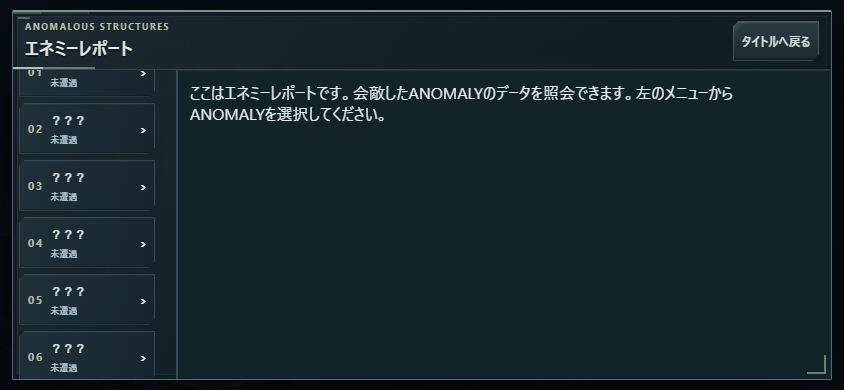 ANOMALOUS STRUCTURES
エネミーレポート
タイトルへ戻る
01
未遭遇
02
？？？
未遭遇
03
？？？
未遭遇
04
？？？
未遭遇
05
？？？
未遭遇
06
？？？
未遭遇
ここはエネミーレポートです。会敵したANOMALYのデータを照会できます。左のメニューから
ANOMALYを選択してください。